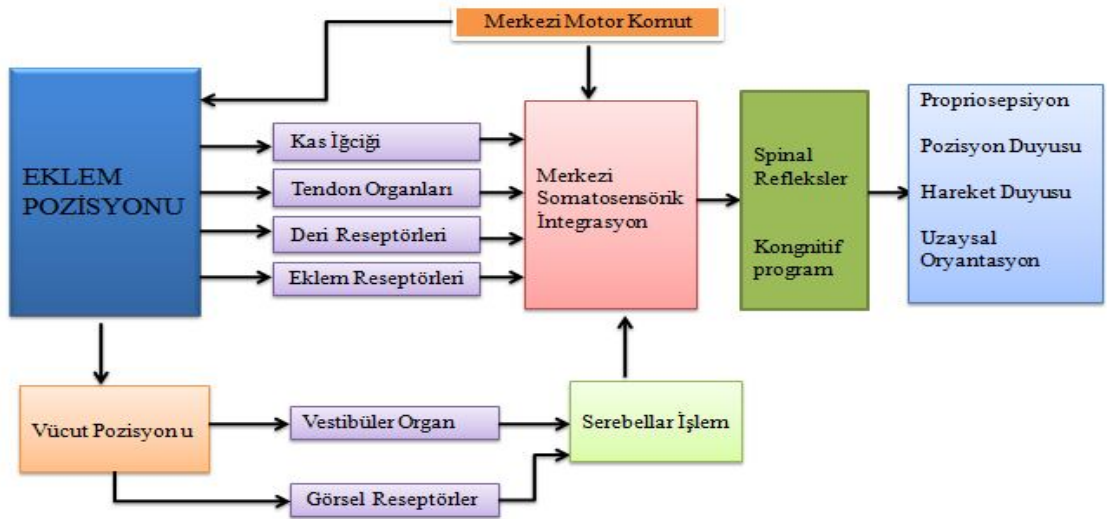 Merkezi Motor Komut
EKLEM
POZİSYONU
Kas İğciği
Tendon Organları
Deri Reseptörleri
Eklem Reseptörleri
Merkezi
Somatosensörik
İntegrasyon
Spinal
Refleksler
Kongnitif
program
Propriosepsiyon
Pozisyon Duyusu
Hareket Duyusu
Uzaysal
Oryantasyon
Vücut Pozisyon u
Vestibüler Organ
Görsel Reseptörler
Serebellar İşlem